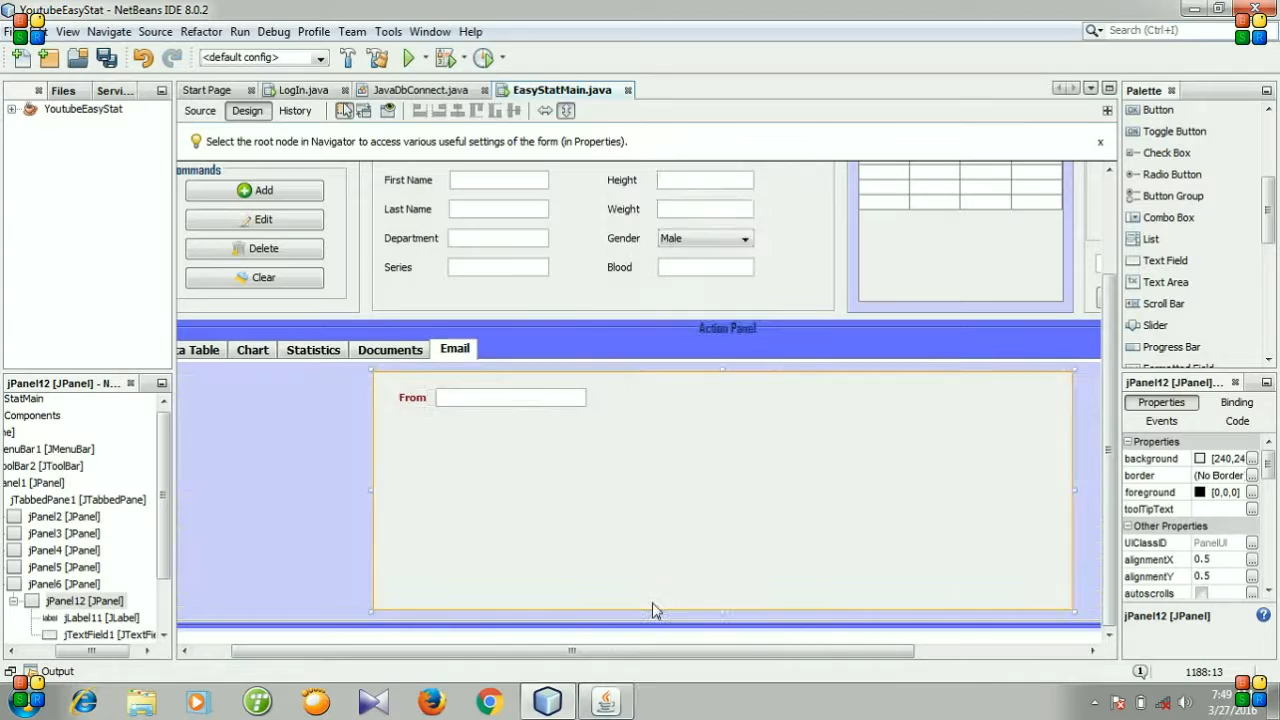 YoutubeEasyStat - NetBeans IDE 8.0.2
View Navigate Source Refactor Run Debug Profile Team Tools Window Help
Search (Ctrl+I)
<default config>
Files Servi...
Start Page LogIn.java JavaDbConnect.java EasyStatMain.java
Palette
YoutubeEasyStat
Source Design History
Select the root node in Navigator to access various useful settings of the form (in Properties).
x
Button
Toggle Button
Check Box
Radio Button
Button Group
Combo Box
List
Text Field
Text Area
Scroll Bar
Slider
Progress Bar
ommands
Add
Edit
Delete
Clear
First Name
Last Name
Department
Series
Height
Weight
Gender Male
Blood
Action Panel
a Table Chart Statistics Documents Email
From
jPanel12 [JPanel] - N...
StatMain
Components
ne]
enuBar1 [JMenuBar]
oolBar2 [JToolBar]
anel1 [JPanel]
jTabbedPane1 [JTabbedPane]
jPanel2 [JPanel]
jPanel3 [JPanel]
jPanel4 [JPanel]
jPanel5 [JPanel]
jPanel6 [JPanel]
jPanel12 [JPanel]
label jLabel11 [JLabel]
jTextField1 [JTextFie
jPanel12 [JPanel]...
Properties Binding
Events Code
Properties
background [240,24 ...
border (No Border ...
foreground [0,0,0] ...
toolTipText ...
Other Properties
UIClassID PanelUI ...
alignmentX 0.5 ...
alignmentY 0.5 ...
autoscrolls ...
jPanel12 [JPanel]
Output
1 1188:13
7:49
3/27/2016